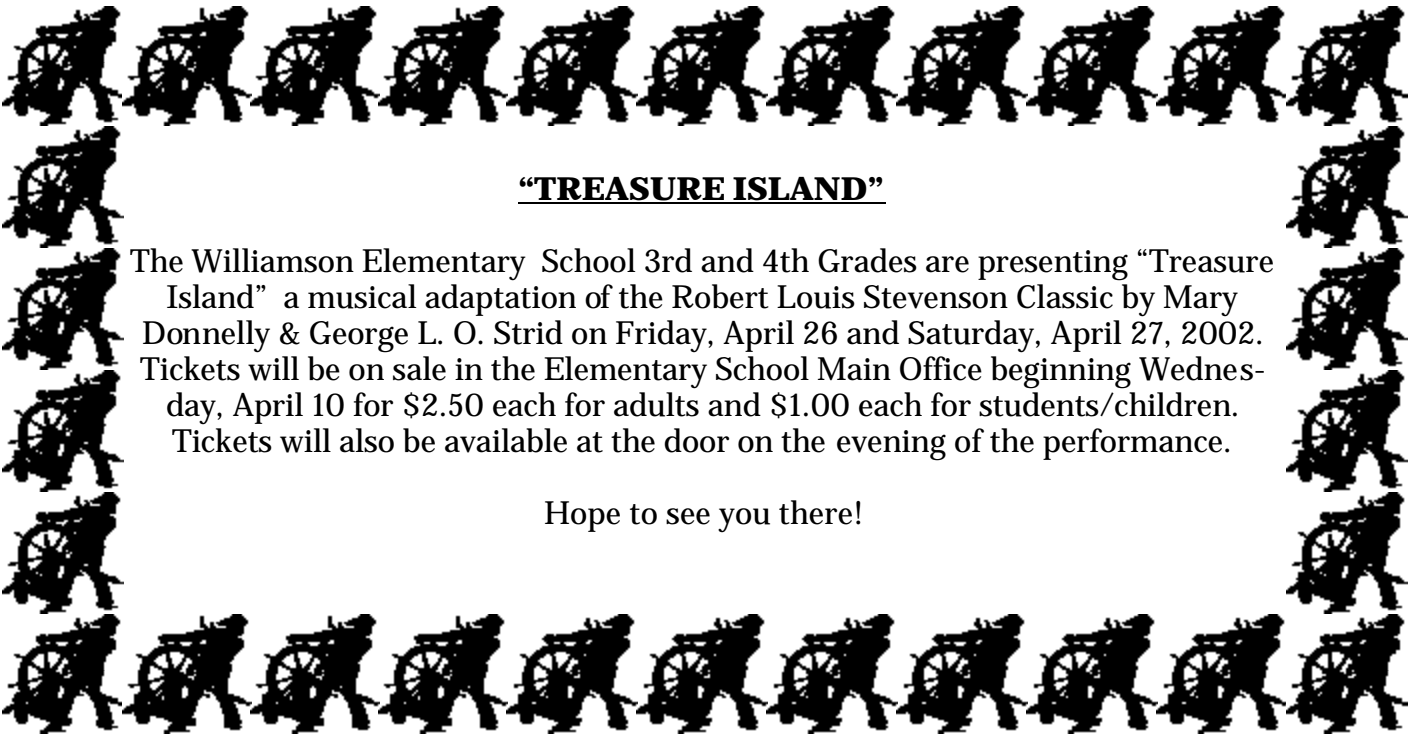 “TREASURE ISLAND”
The Williamson Elementary School 3rd and 4th Grades are presenting “Treasure
Island” a musical adaptation of the Robert Louis Stevenson Classic by Mary
Donnelly & George L. O. Strid on Friday, April 26 and Saturday, April 27, 2002.
Tickets will be on sale in the Elementary School Main Office beginning Wednes-
day, April 10 for $2.50 each for adults and $1.00 each for students/children.
Tickets will also be available at the door on the evening of the performance.
Hope to see you there!